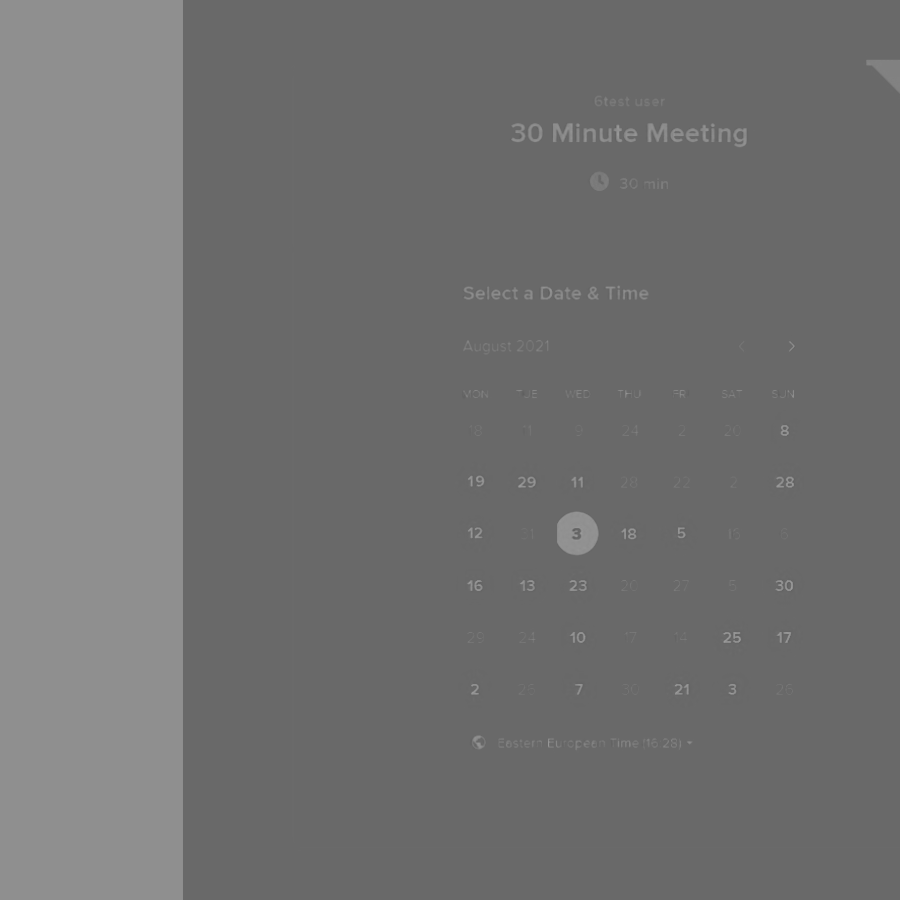 6test user
30 Minute Meeting
30 min
Select a Date & Time
August 2021
MON TUE WED THU FRI SAT SUN
18 11 9 24 2 20 8
19 29 11 28 22 2 28
12 31 3 18 5 15
16 13 23 20 27 30
29 24 10 17 14 25 17
2 7 30 21 3 26
Eastern European Time (16:28)